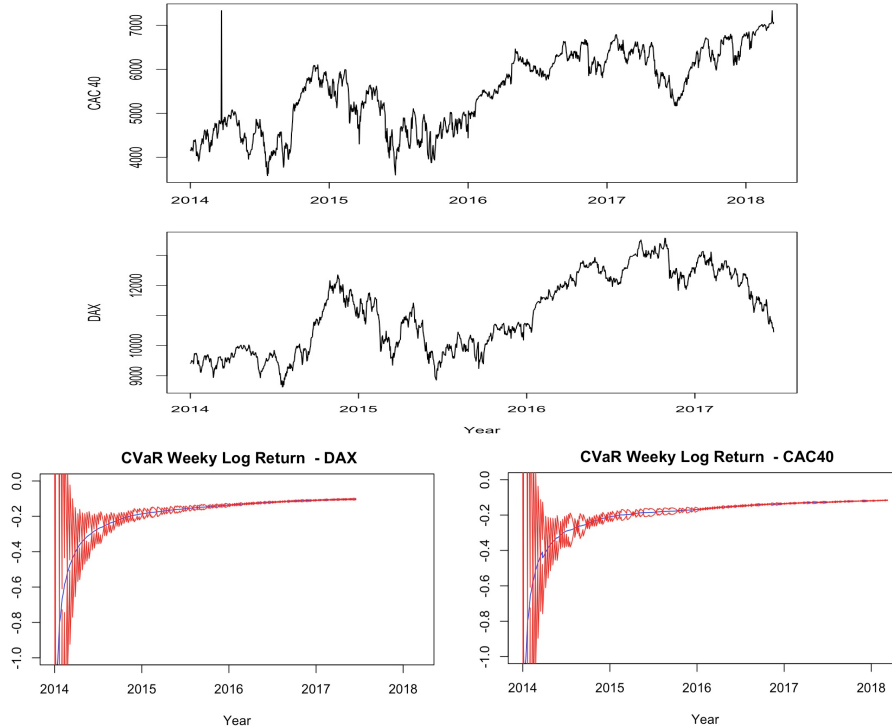 CAC 40
7000
6000
5000
4000
2014 2015 2016 2017 2018
DAX
12000
10000
9000
2014 2015 2016 2017
Year
CVaR Weeky Log Return - DAX
0.0
-0.2
-0.4
-0.6
-0.8
-1.0
2014 2015 2016 2017 2018
Year
CVaR Weeky Log Return - CAC40
0.0
-0.2
-0.4
-0.6
-0.8
-1.0
2014 2015 2016 2017 2018
Year